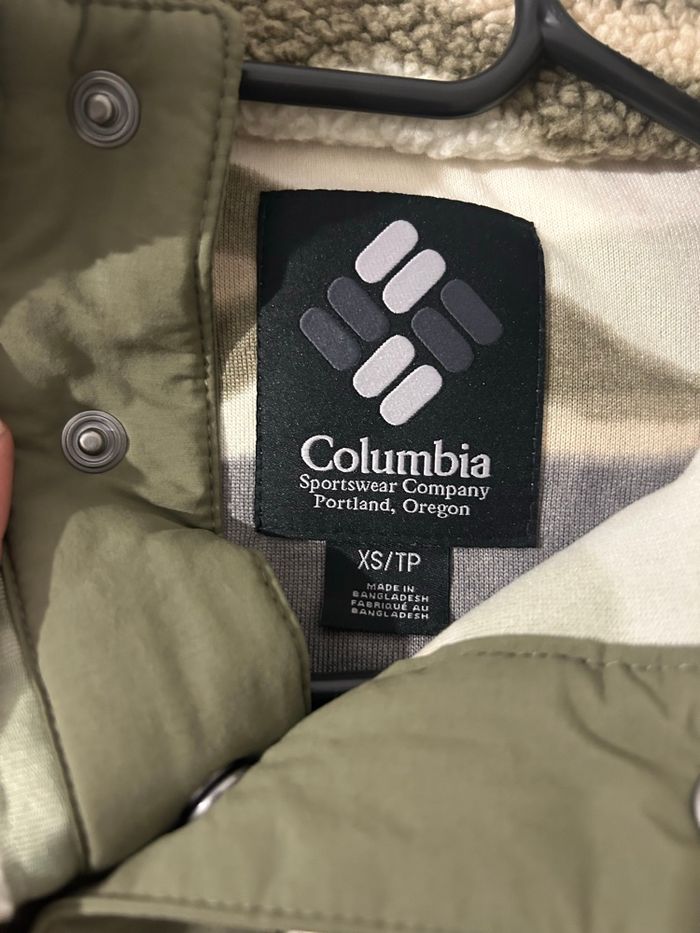 Columbia
Sportswear Company
Portland, Oregon
XS/TP
MADE IN
BANGLADESH
FABRIQUÉ AU
BANGLADESH